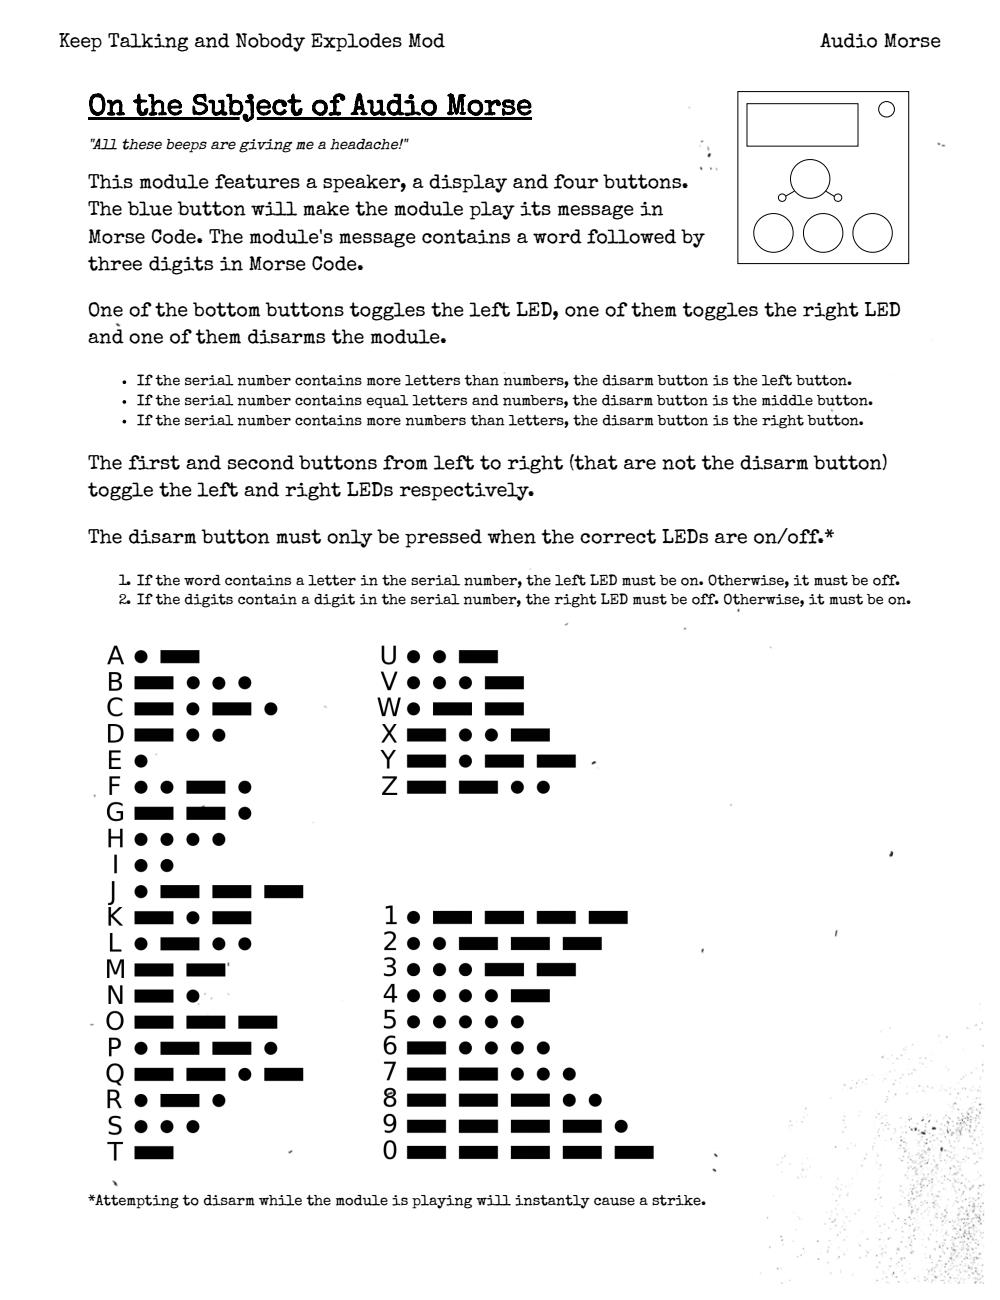 Keep Talking and Nobody Explodes Mod
Audio Morse
On the Subject of Audio Morse
"All these beeps are giving me a headache!"
This module features a speaker, a display and four buttons.
The blue button will make the module play its message in
Morse Code. The module's message contains a word followed by
three digits in Morse Code.
One of the bottom buttons toggles the left LED, one of them toggles the right LED
and one of them disarms the module.
• If the serial number contains more letters than numbers, the disarm button is the left button.
• If the serial number contains equal letters and numbers, the disarm button is the middle button.
• If the serial number contains more numbers than letters, the disarm button is the right button.
The first and second buttons from left to right (that are not the disarm button)
toggle the left and right LEDs respectively.
The disarm button must only be pressed when the correct LEDs are on/off.*
1. If the word contains a letter in the serial number, the left LED must be on. Otherwise, it must be off.
2. If the digits contain a digit in the serial number, the right LED must be off. Otherwise, it must be on.
A
B
C
D
E
F
G
H
I
J
K
L
M
N
O
P
Q
R
S
T
U
V
W
X
Y
Z
1
2
3
4
5
6
7
8
9
0
*Attempting to disarm while the module is playing will instantly cause a strike.